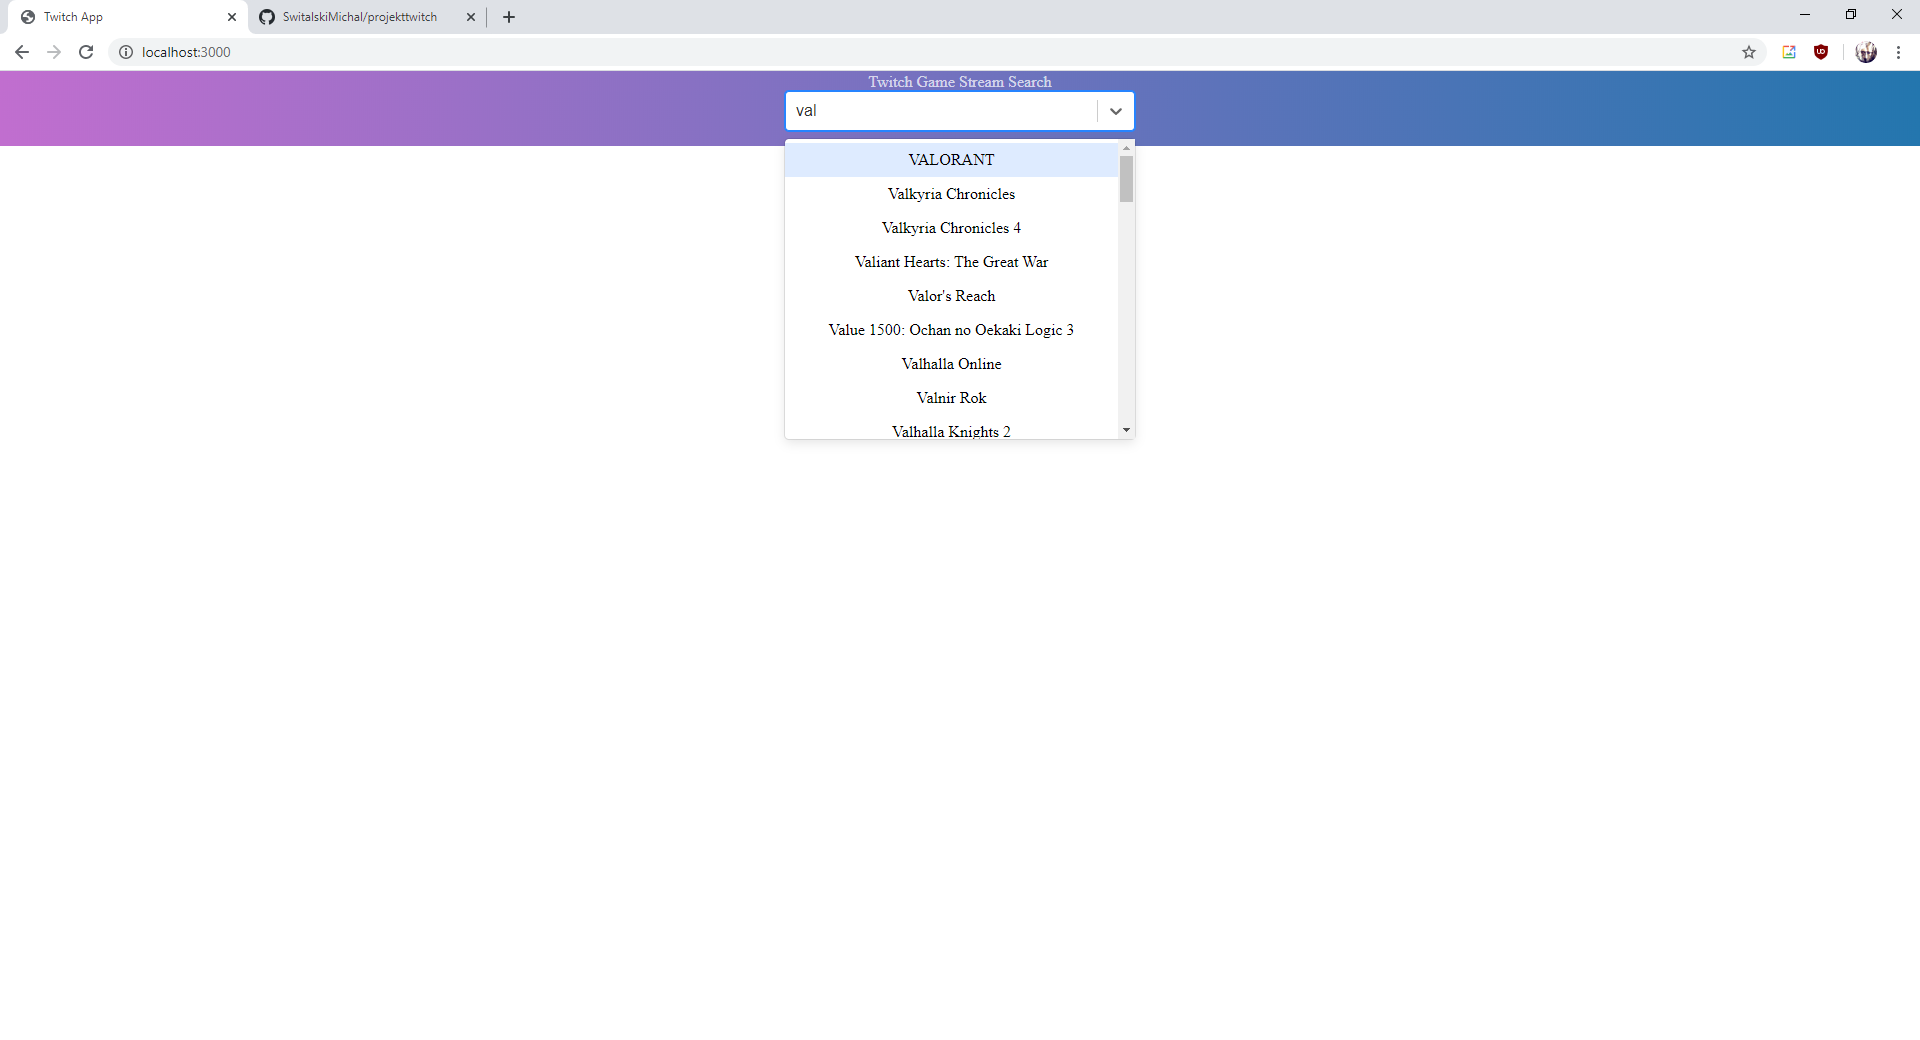 Twitch App
SwitalskiMichal/projekttwitch
localhost:3000
Twitch Game Stream Search
val
VALORANT
Valkyria Chronicles
Valkyria Chronicles 4
Valiant Hearts: The Great War
Valor's Reach
Value 1500: Ochan no Oekaki Logic 3
Valhalla Online
Valnir Rok
Valhalla Knights 2